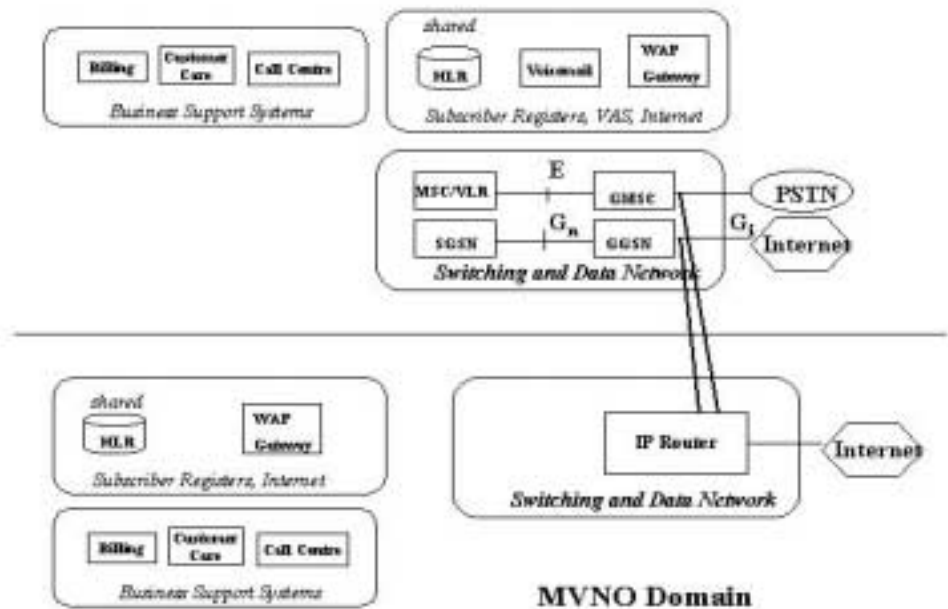 Billing
Customer
Care
Call Centre
Business Support Systems
shared
HLR
Voicemail
WAP
Gateway
Subscriber Registers, VAS, Internet
MSC/VLR
E
GMSC
PSTN
SGSN
Gn
GGSN
Gi
Internet
Switching and Data Network
shared
HLR
WAP
Gateway
Subscriber Registers, Internet
IP Router
Internet
Switching and Data Network
Billing
Customer
Care
Call Centre
Business Support Systems
MVNO Domain